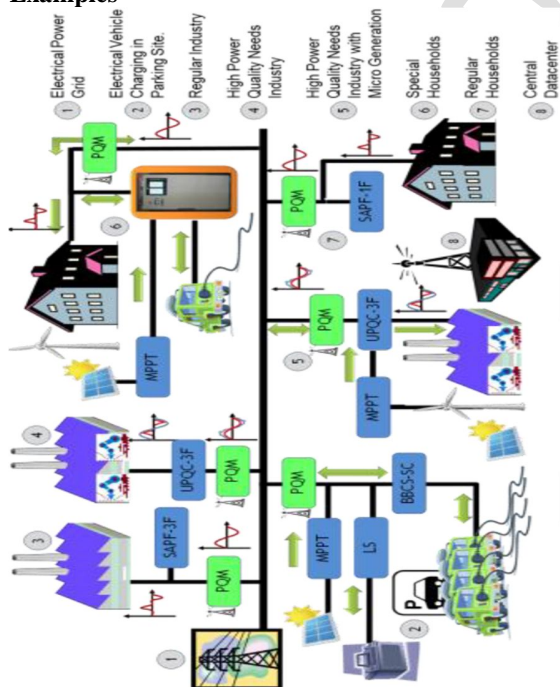 Examples
1
Electrical Power
Grid
2
Electrical Vehicle
Charging in
Parking Site.
3
Regular Industry
4
High Power
Quality Needs
Industry
5
High Power
Quality Needs
Industry with
Micro Generation
6
Special
Households
7
Regular
Households
8
Central
Datacenter
PQM
6
MPPT
4
UPQC-3F
PQM
3
SAPF-3F
PQM
1
PQM
SAPF-1F
7
8
PQM
5
UPQC-3F
MPPT
PQM
BBCS-SC
MPPT
LS
P
2